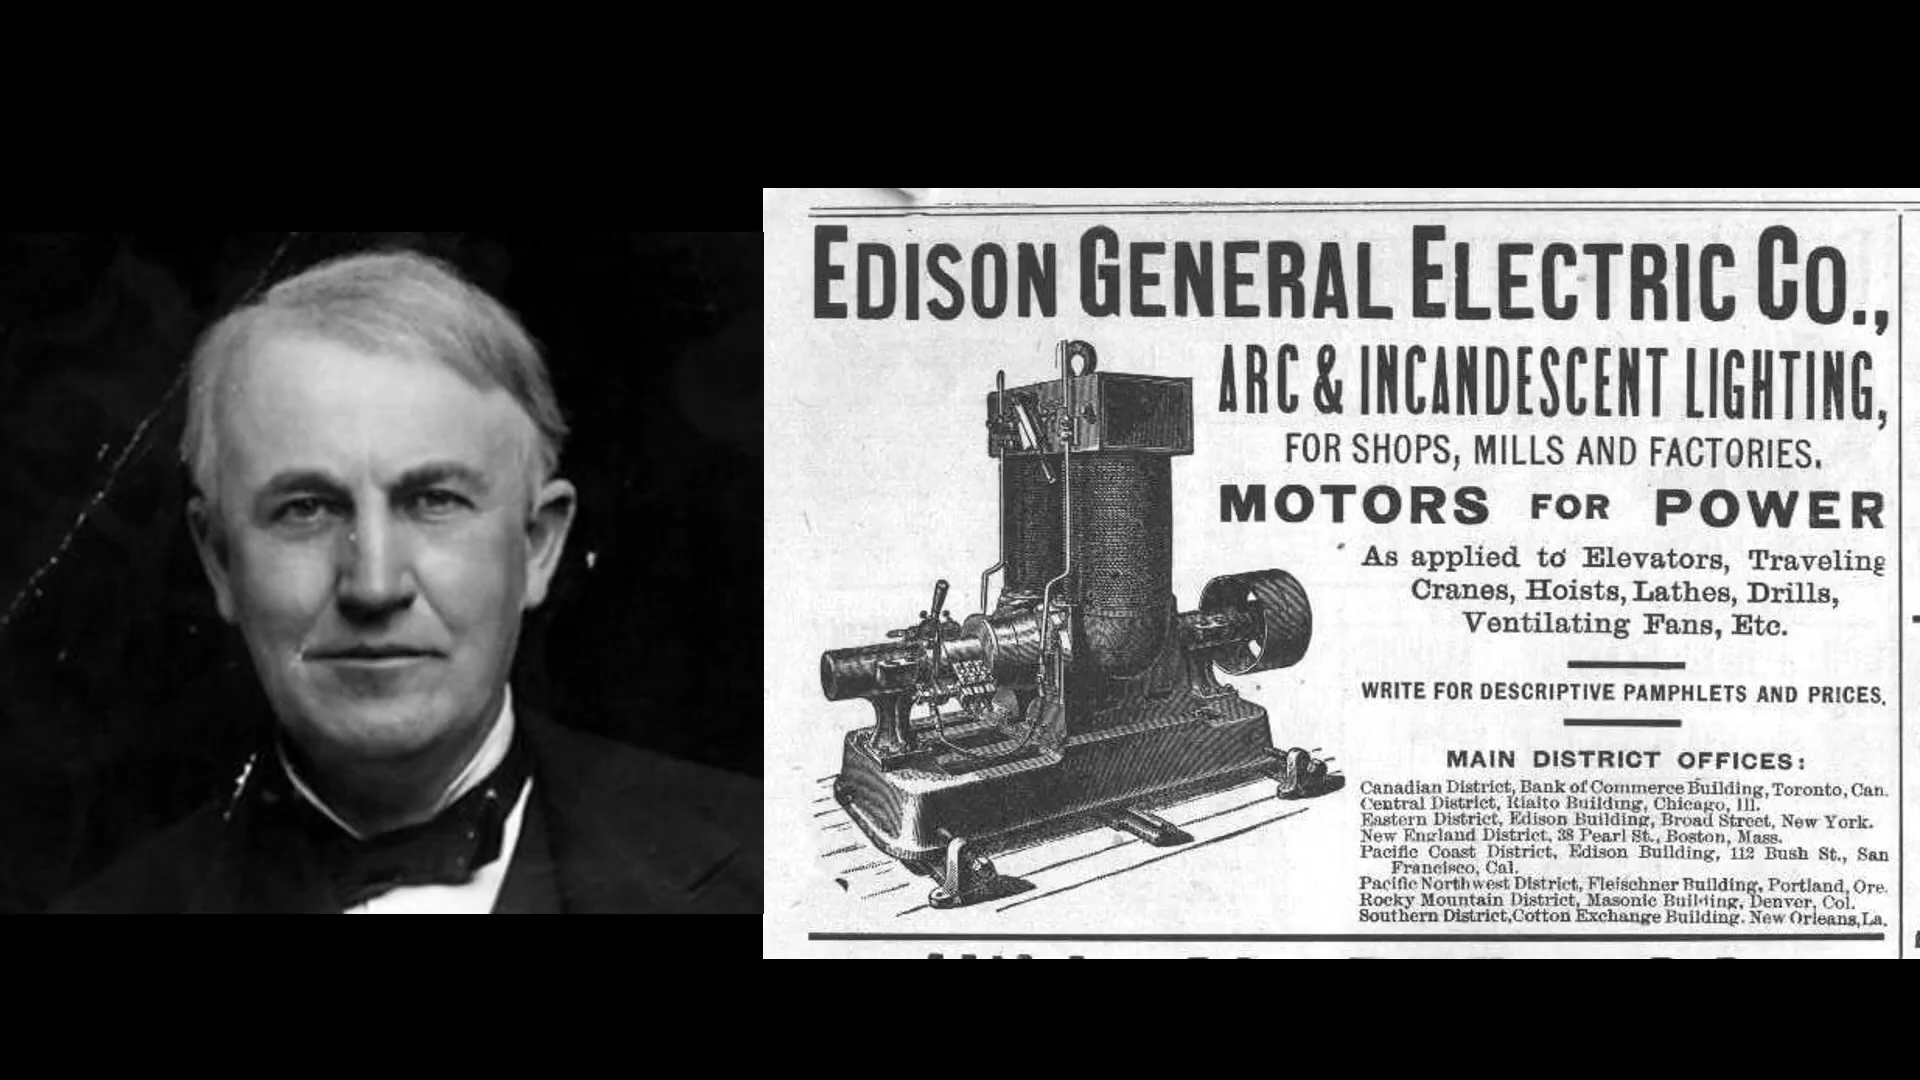 EDISON GENERAL ELECTRIC CO.,
ARC & INCANDESCENT LIGHTING,
FOR SHOPS, MILLS AND FACTORIES.
MOTORS FOR POWER
As applied to Elevators, Traveling
Cranes, Hoists, Lathes, Drills,
Ventilating Fans, Etc.
WRITE FOR DESCRIPTIVE PAMPHLETS AND PRICES.
MAIN DISTRICT OFFICES:
Canadian District, Bank of Commerce Building, Toronto, Can.
Central District, Rialto Building, Chicago, Ill.
Eastern District, Edison Building, Broad Street, New York.
New England District, 38 Pearl St., Boston, Mass.
Pacific Coast District, Edison Building, 112 Bush St., San
Francisco, Cal.
Pacific Northwest District, Fleischner Building, Portland, Ore.
Rocky Mountain District, Masonic Building, Denver, Col.
Southern District, Cotton Exchange Building. New Orleans, La.